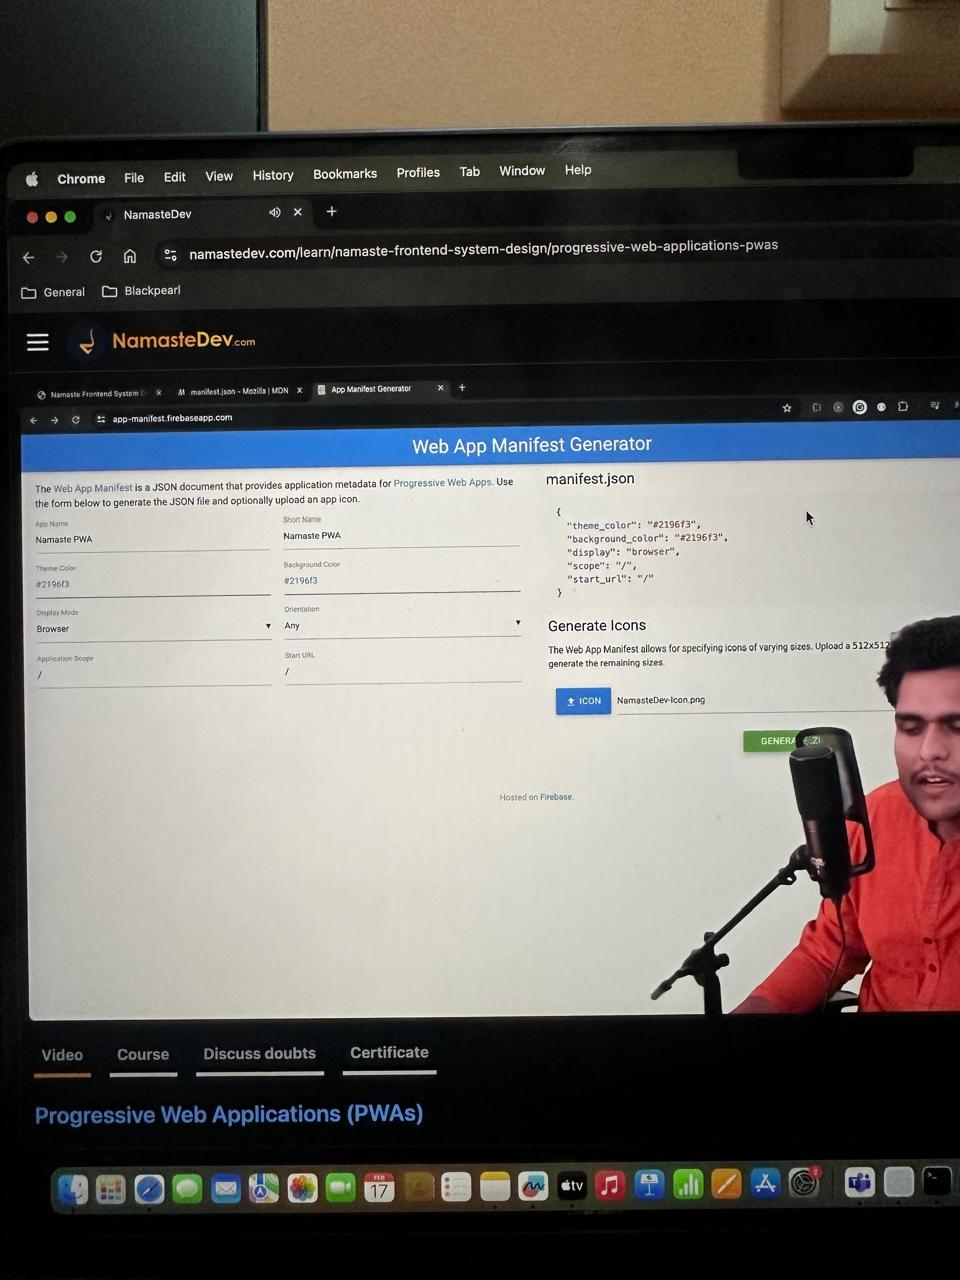 Chrome File Edit View History Bookmarks Profiles Tab Window Help
NamasteDev
namastedev.com/learn/namaste-frontend-system-design/progressive-web-applications-pwas
General Blackpearl
NamasteDev.com
Namaste Frontend System D manifest.json - Mozilla | MDN App Manifest Generator
app-manifest.firebaseapp.com
Web App Manifest Generator
The Web App Manifest is a JSON document that provides application metadata for Progressive Web Apps. Use
the form below to generate the JSON file and optionally upload an app icon.
App Name
Namaste PWA
Short Name
Namaste PWA
Theme Color
#2196f3
Background Color
#2196f3
Display Mode
Browser
Orientation
Any
Application Scope
/
Start URL
/
manifest.json
{
"theme_color": "#2196f3",
"background_color": "#2196f3",
"display": "browser",
"scope": "/",
"start_url": "/"
}
Generate Icons
The Web App Manifest allows for specifying icons of varying sizes. Upload a 512x512
generate the remaining sizes.
ICON NamasteDev-Icon.png
Hosted on Firebase.
Video Course Discuss doubts Certificate
Progressive Web Applications (PWAs)
FEB
17
tv
2